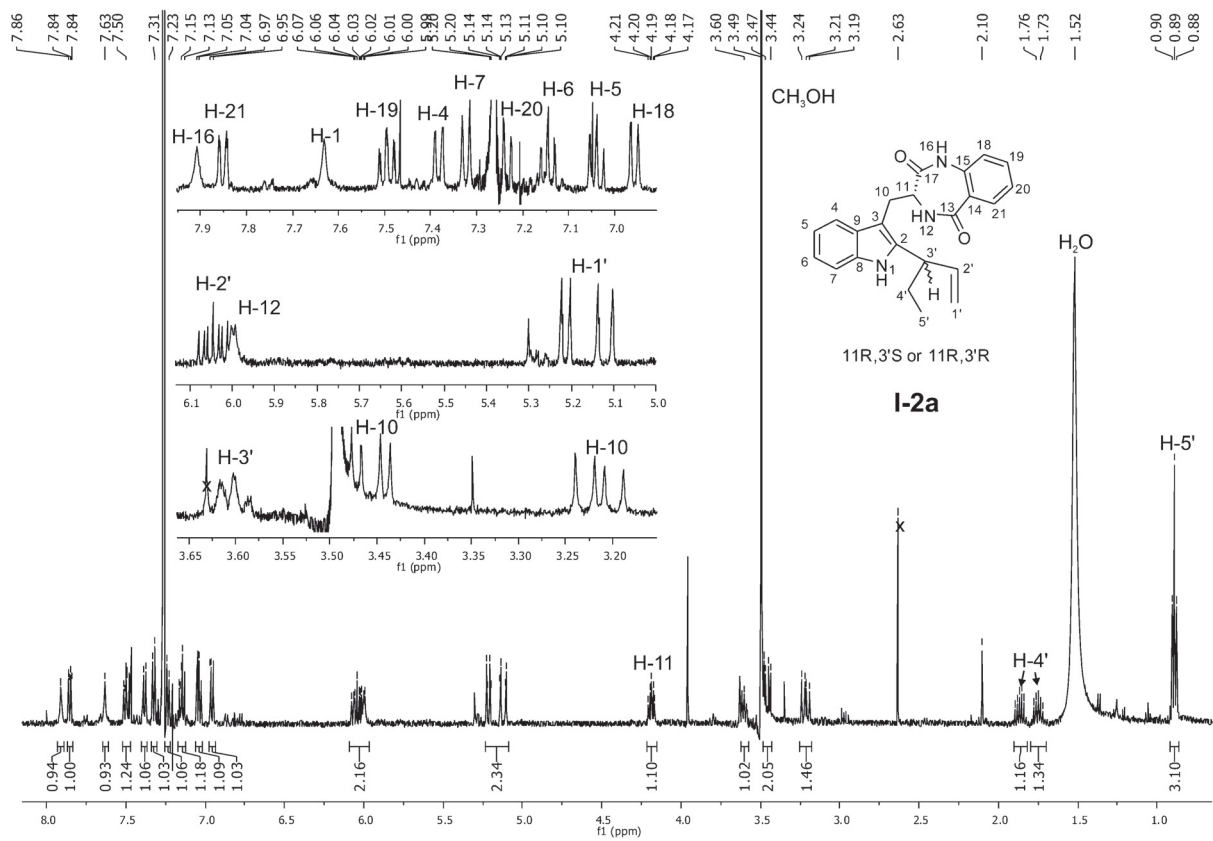 7.86 7.84 7.84 7.63 7.50 7.31 7.23 7.15 7.13 7.05 7.04 6.97 6.95 6.07 6.06 6.04 6.03 6.02 6.01 6.00 5.99 5.20 5.14 5.14 5.13 5.11 5.10 5.10 4.21 4.20 4.19 4.18 4.17 3.60 3.49 3.47 3.44 3.24 3.21 3.19 2.63 2.10 1.76 1.73 1.52 0.90 0.89 0.88
H-16 H-21 H-1 H-19 H-4 H-7 H-20 H-6 H-5 H-18
7.9 7.8 7.7 7.6 7.5 7.4 7.3 7.2 7.1 7.0
f1 (ppm)
H-2' H-12 H-1'
6.1 6.0 5.9 5.8 5.7 5.6 5.5 5.4 5.3 5.2 5.1 5.0
f1 (ppm)
x H-3' H-10 H-10
3.65 3.60 3.55 3.50 3.45 3.40 3.35 3.30 3.25 3.20
f1 (ppm)
CH3OH
16 H N 18
O 17 15 19
10 11 20
4 13 14 21
5 9 3 HN 12 O
6 8 2 3' 2'
7 N H 1 4' H 1'
5'
11R,3'S or 11R,3'R
I-2a
H2O
H-5'
x
H-11 H-4'
0.94 1.00 0.93 1.24 1.06 1.03 1.06 1.18 1.09 1.03 2.16 2.34 1.10 1.02 2.05 1.46 1.16 1.34 3.10
8.0 7.5 7.0 6.5 6.0 5.5 5.0 4.5 4.0 3.5 3.0 2.5 2.0 1.5 1.0
f1 (ppm)